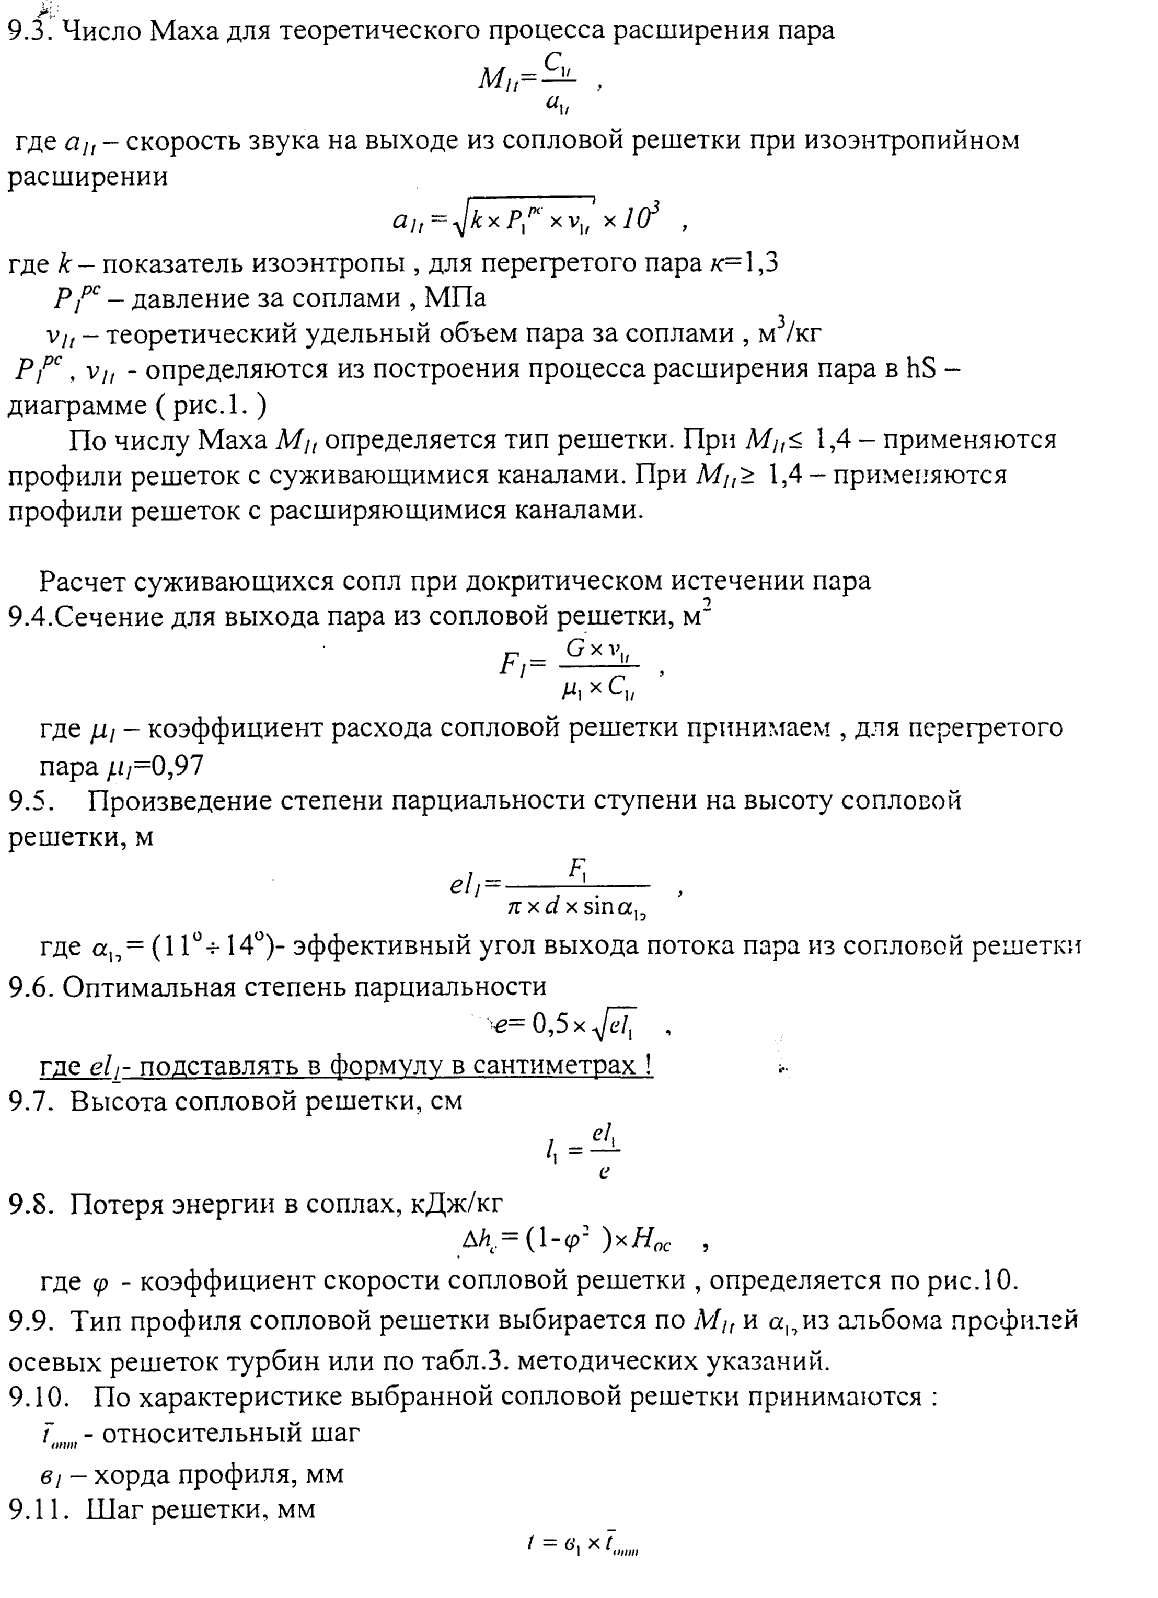 9.3. Число Маха для теоретического процесса расширения пара
M₁ₜ= C₁ₜ / a₁ₜ ,
где a₁ₜ – скорость звука на выходе из сопловой решетки при изоэнтропийном
расширении
a₁ₜ = √(k × P₁ᵖᶜ × v₁ₜ) × 10³ ,
где k – показатель изоэнтропы , для перегретого пара к=1,3
P₁ᵖᶜ – давление за соплами , МПа
v₁ₜ – теоретический удельный объем пара за соплами , м³/кг
P₁ᵖᶜ , v₁ₜ - определяются из построения процесса расширения пара в hS –
диаграмме ( рис.1. )
По числу Маха M₁ₜ определяется тип решетки. При M₁ₜ ≤ 1,4 – применяются
профили решеток с суживающимися каналами. При M₁ₜ ≥ 1,4 – применяются
профили решеток с расширяющимися каналами.
Расчет суживающихся сопл при докритическом истечении пара
9.4.Сечение для выхода пара из сопловой решетки, м²
F₁= G × v₁ₜ / μ₁ × C₁ₜ ,
где μ₁ – коэффициент расхода сопловой решетки принимаем , для перегретого
пара μ₁=0,97
9.5. Произведение степени парциальности ступени на высоту сопловой
решетки, м
el₁= F₁ / π × d × sinα₁э ,
где α₁э = (11°÷14°)- эффективный угол выхода потока пара из сопловой решетки
9.6. Оптимальная степень парциальности
e= 0,5 × √el₁ .
где el₁- подставлять в формулу в сантиметрах !
9.7. Высота сопловой решетки, см
l₁ = el₁ / e
9.8. Потеря энергии в соплах, кДж/кг
Δh_c = (1-φ² )×H_ос ,
где φ - коэффициент скорости сопловой решетки , определяется по рис.10.
9.9. Тип профиля сопловой решетки выбирается по M₁ₜ и α₁э из альбома профилей
осевых решеток турбин или по табл.3. методических указаний.
9.10. По характеристике выбранной сопловой решетки принимаются :
t̄_опт - относительный шаг
в₁ – хорда профиля, мм
9.11. Шаг решетки, мм
t = в₁ × t̄_опт